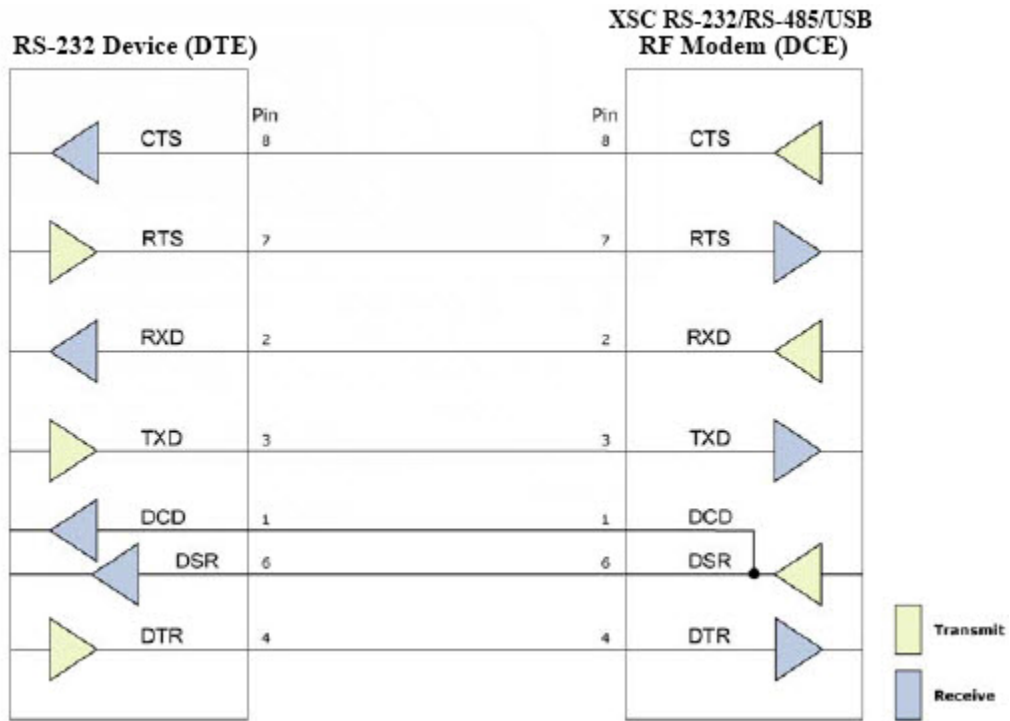 XSC RS-232/RS-485/USB
RS-232 Device (DTE)
RF Modem (DCE)
Pin
Pin
CTS 8 8 CTS
RTS 7 7 RTS
RXD 2 2 RXD
TXD 3 3 TXD
DCD 1 1 DCD
DSR 6 6 DSR
DTR 4 4 DTR
Transmit
Receive